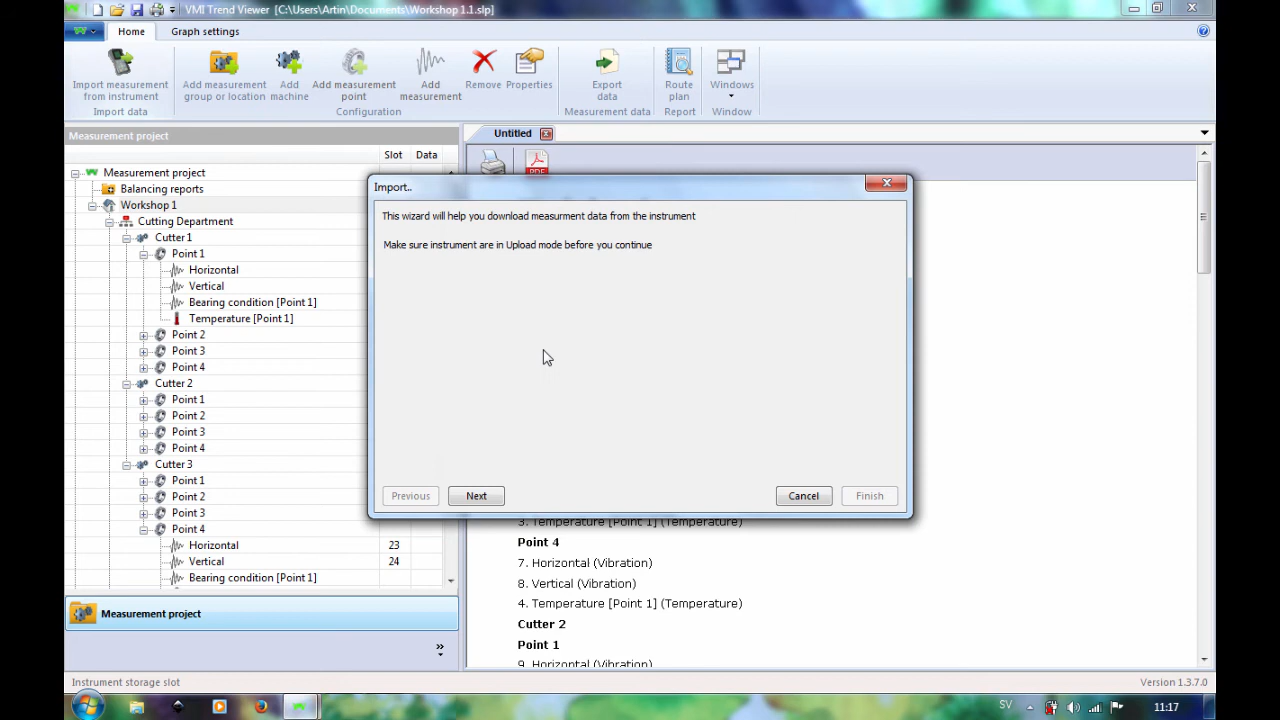 VMI Trend Viewer [C:\Users\Artin\Documents\Workshop 1.1.slp]
Home
Graph settings
Import measurement
from instrument
Add measurement
group or location
Add
machine
Add measurement
point
Add
measurement
Remove
Properties
Export
data
Route
plan
Windows
Import data
Configuration
Measurement data
Report
Window
Measurement project
Slot
Data
Untitled
Measurement project
Balancing reports
Workshop 1
Cutting Department
Cutter 1
Point 1
Horizontal
Vertical
Bearing condition [Point 1]
Temperature [Point 1]
Point 2
Point 3
Point 4
Cutter 2
Point 1
Point 2
Point 3
Point 4
Cutter 3
Point 1
Point 2
Point 3
Point 4
Horizontal 23
Vertical 24
Bearing condition [Point 1]
Measurement project
Import..
This wizard will help you download measurment data from the instrument
Make sure instrument are in Upload mode before you continue
Previous
Next
Cancel
Finish
3. Temperature [Point 1] (Temperature)
Point 4
7. Horizontal (Vibration)
8. Vertical (Vibration)
4. Temperature [Point 1] (Temperature)
Cutter 2
Point 1
9. Horizontal (Vibration)
Instrument storage slot
Version 1.3.7.0
SV
11:17